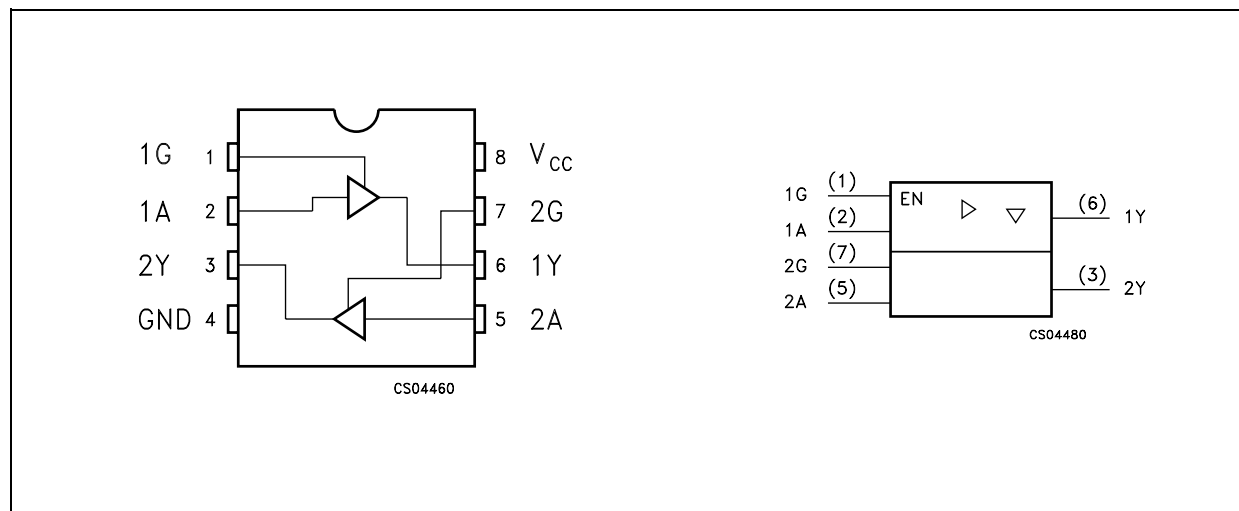 1G 1 8 VCC
1A 2 7 2G
2Y 3 6 1Y
GND 4 5 2A
CS04460
1G (1) EN (6) 1Y
1A (2)
2G (7) (3) 2Y
2A (5)
CS04480